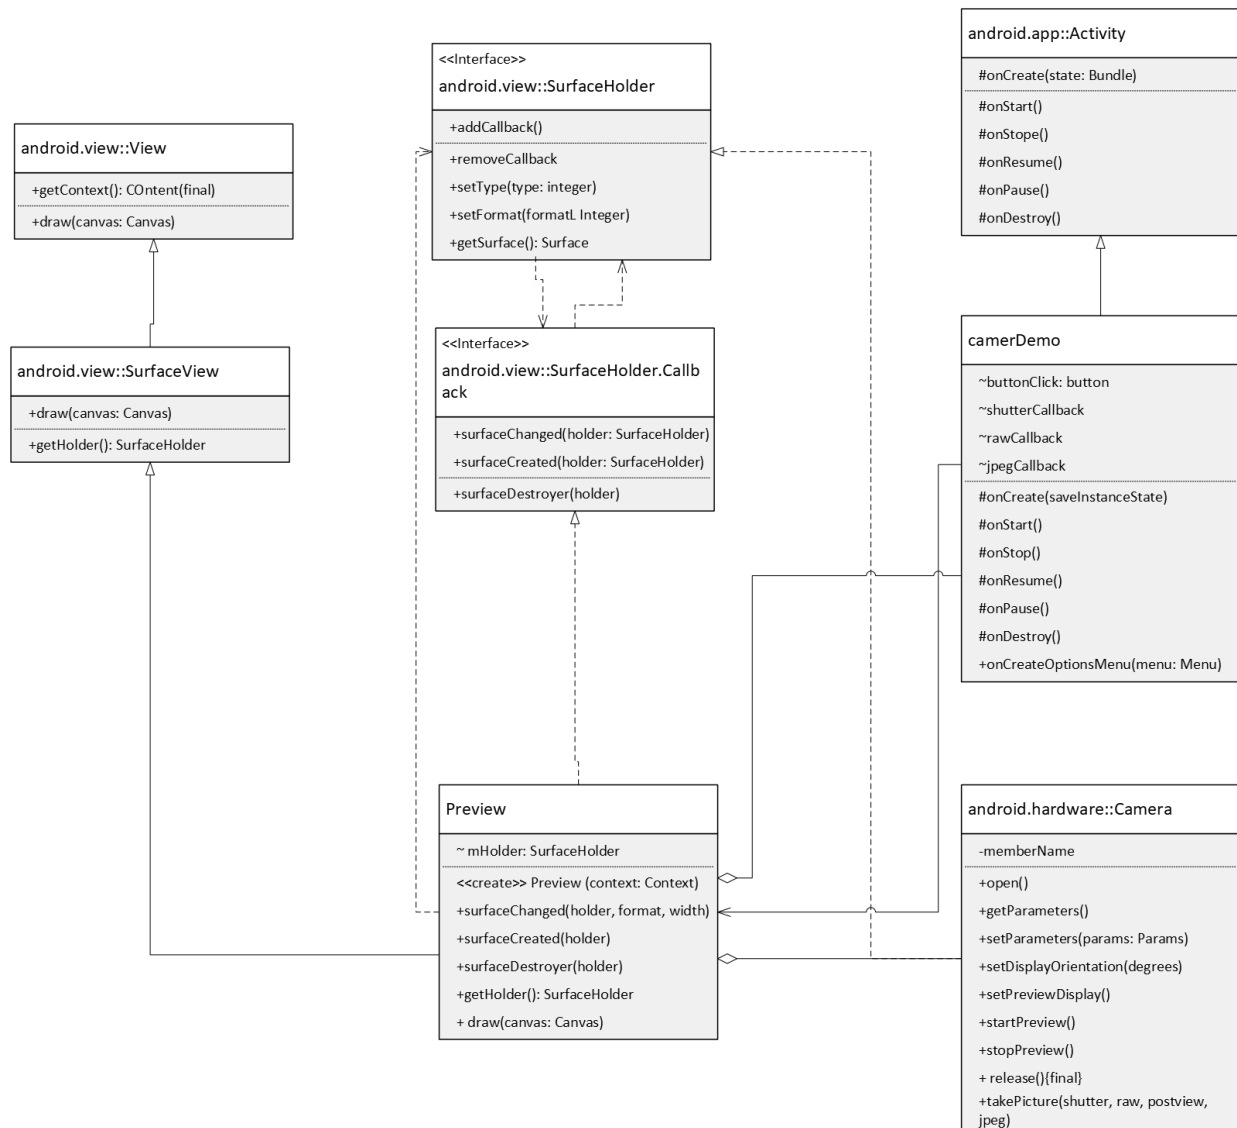 android.view::View
+getContext(): COntent(final)
+draw(canvas: Canvas)
android.view::SurfaceView
+draw(canvas: Canvas)
+getHolder(): SurfaceHolder
<<Interface>>
android.view::SurfaceHolder
+addCallback()
+removeCallback
+setType(type: integer)
+setFormat(formatL Integer)
+getSurface(): Surface
<<Interface>>
android.view::SurfaceHolder.Callb
ack
+surfaceChanged(holder: SurfaceHolder)
+surfaceCreated(holder: SurfaceHolder)
+surfaceDestroyer(holder)
Preview
~ mHolder: SurfaceHolder
<<create>> Preview (context: Context)
+surfaceChanged(holder, format, width)
+surfaceCreated(holder)
+surfaceDestroyer(holder)
+getHolder(): SurfaceHolder
+ draw(canvas: Canvas)
android.app::Activity
#onCreate(state: Bundle)
#onStart()
#onStope()
#onResume()
#onPause()
#onDestroy()
camerDemo
~buttonClick: button
~shutterCallback
~rawCallback
~jpegCallback
#onCreate(saveInstanceState)
#onStart()
#onStop()
#onResume()
#onPause()
#onDestroy()
+onCreateOptionsMenu(menu: Menu)
android.hardware::Camera
-memberName
+open()
+getParameters()
+setParameters(params: Params)
+setDisplayOrientation(degrees)
+setPreviewDisplay()
+startPreview()
+stopPreview()
+ release(){final}
+takePicture(shutter, raw, postview,
jpeg)